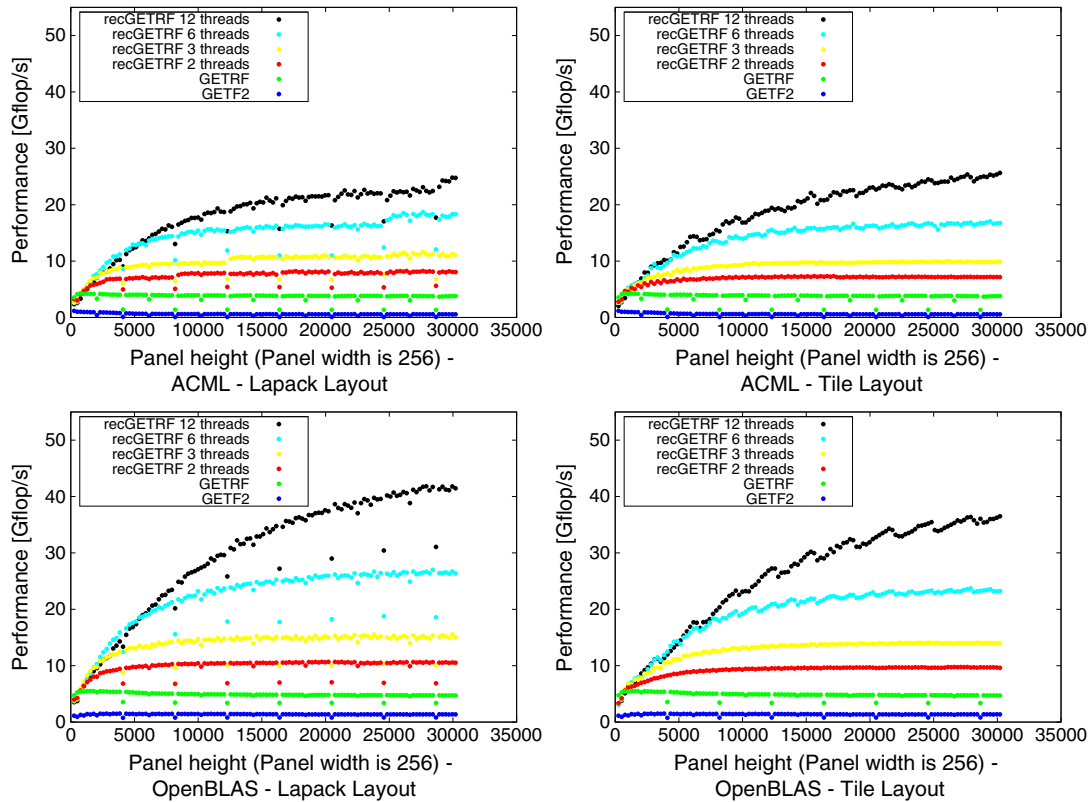 recGETRF 12 threads
recGETRF 6 threads
recGETRF 3 threads
recGETRF 2 threads
GETRF
GETF2
Performance [Gflop/s]
50
40
30
20
10
0
0 5000 10000 15000 20000 25000 30000 35000
Panel height (Panel width is 256) -
ACML - Lapack Layout
recGETRF 12 threads
recGETRF 6 threads
recGETRF 3 threads
recGETRF 2 threads
GETRF
GETF2
Performance [Gflop/s]
50
40
30
20
10
0
0 5000 10000 15000 20000 25000 30000 35000
Panel height (Panel width is 256) -
ACML - Tile Layout
recGETRF 12 threads
recGETRF 6 threads
recGETRF 3 threads
recGETRF 2 threads
GETRF
GETF2
Performance [Gflop/s]
50
40
30
20
10
0
0 5000 10000 15000 20000 25000 30000 35000
Panel height (Panel width is 256) -
OpenBLAS - Lapack Layout
recGETRF 12 threads
recGETRF 6 threads
recGETRF 3 threads
recGETRF 2 threads
GETRF
GETF2
Performance [Gflop/s]
50
40
30
20
10
0
0 5000 10000 15000 20000 25000 30000 35000
Panel height (Panel width is 256) -
OpenBLAS - Tile Layout